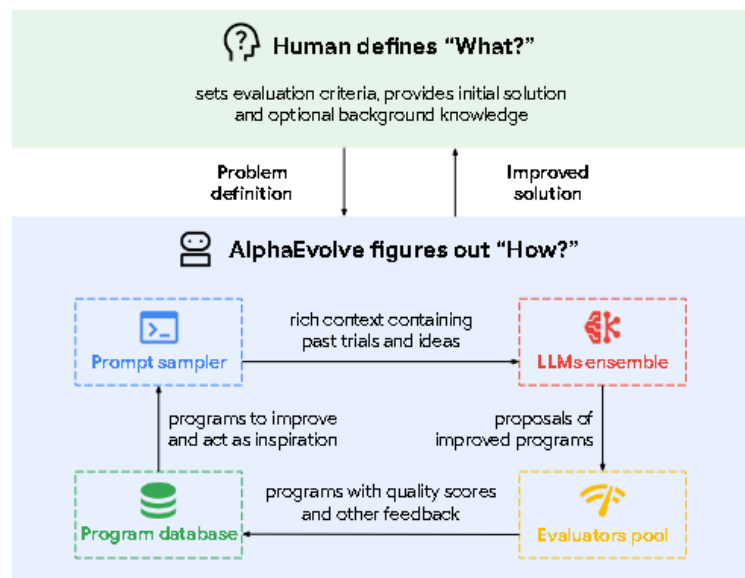 Human defines “What?”
sets evaluation criteria, provides initial solution
and optional background knowledge
Problem
definition
Improved
solution
AlphaEvolve figures out “How?”
Prompt sampler
rich context containing
past trials and ideas
LLMs ensemble
programs to improve
and act as inspiration
proposals of
improved programs
Program database
programs with quality scores
and other feedback
Evaluators pool